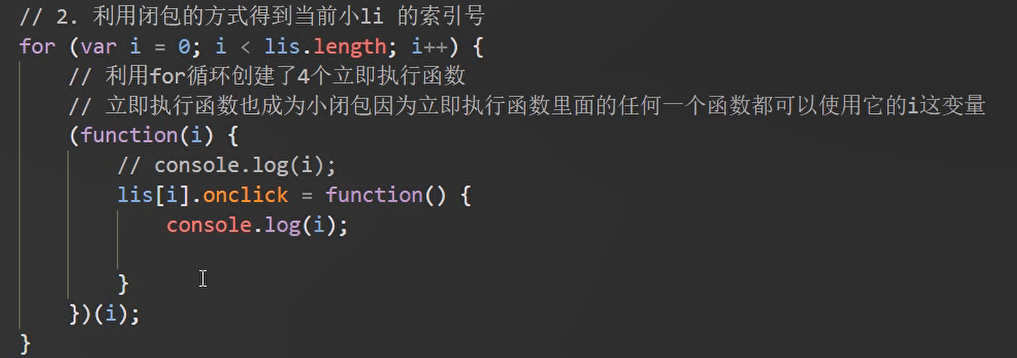 // 2. 利用闭包的方式得到当前小li 的索引号
for (var i = 0; i < lis.length; i++) {
// 利用for循环创建了4个立即执行函数
// 立即执行函数也成为小闭包因为立即执行函数里面的任何一个函数都可以使用它的i这变量
(function(i) {
// console.log(i);
lis[i].onclick = function() {
console.log(i);
}
})(i);
}